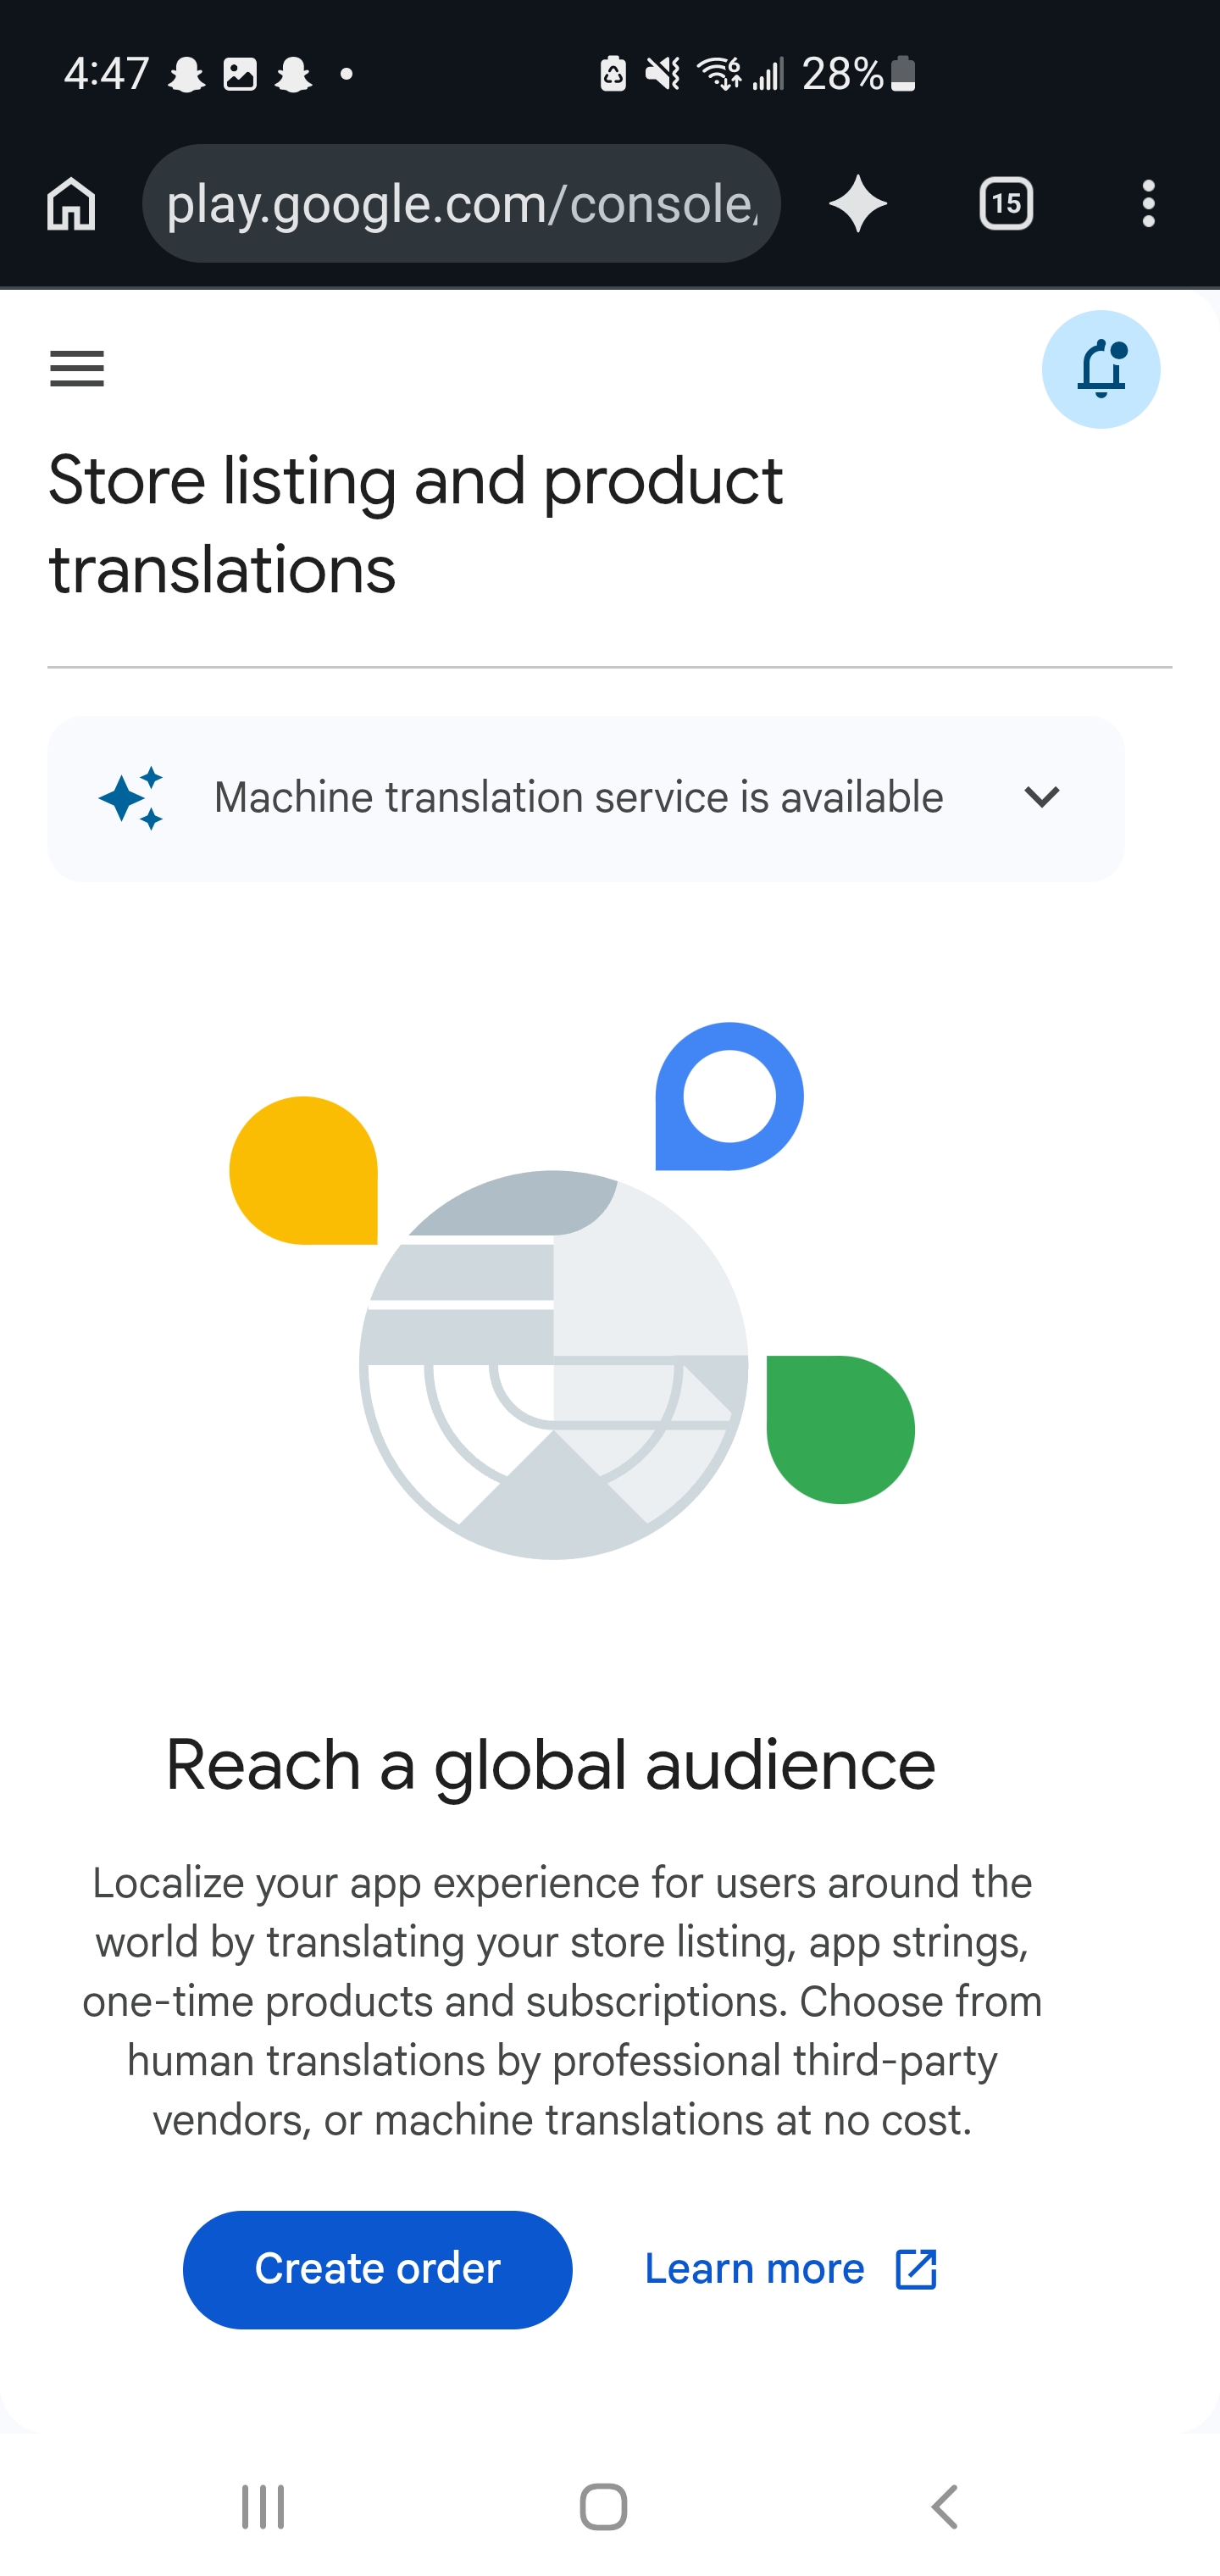 4:47
28%
play.google.com/console/
15
Store listing and product
translations
Machine translation service is available
Reach a global audience
Localize your app experience for users around the
world by translating your store listing, app strings,
one-time products and subscriptions. Choose from
human translations by professional third-party
vendors, or machine translations at no cost.
Create order
Learn more